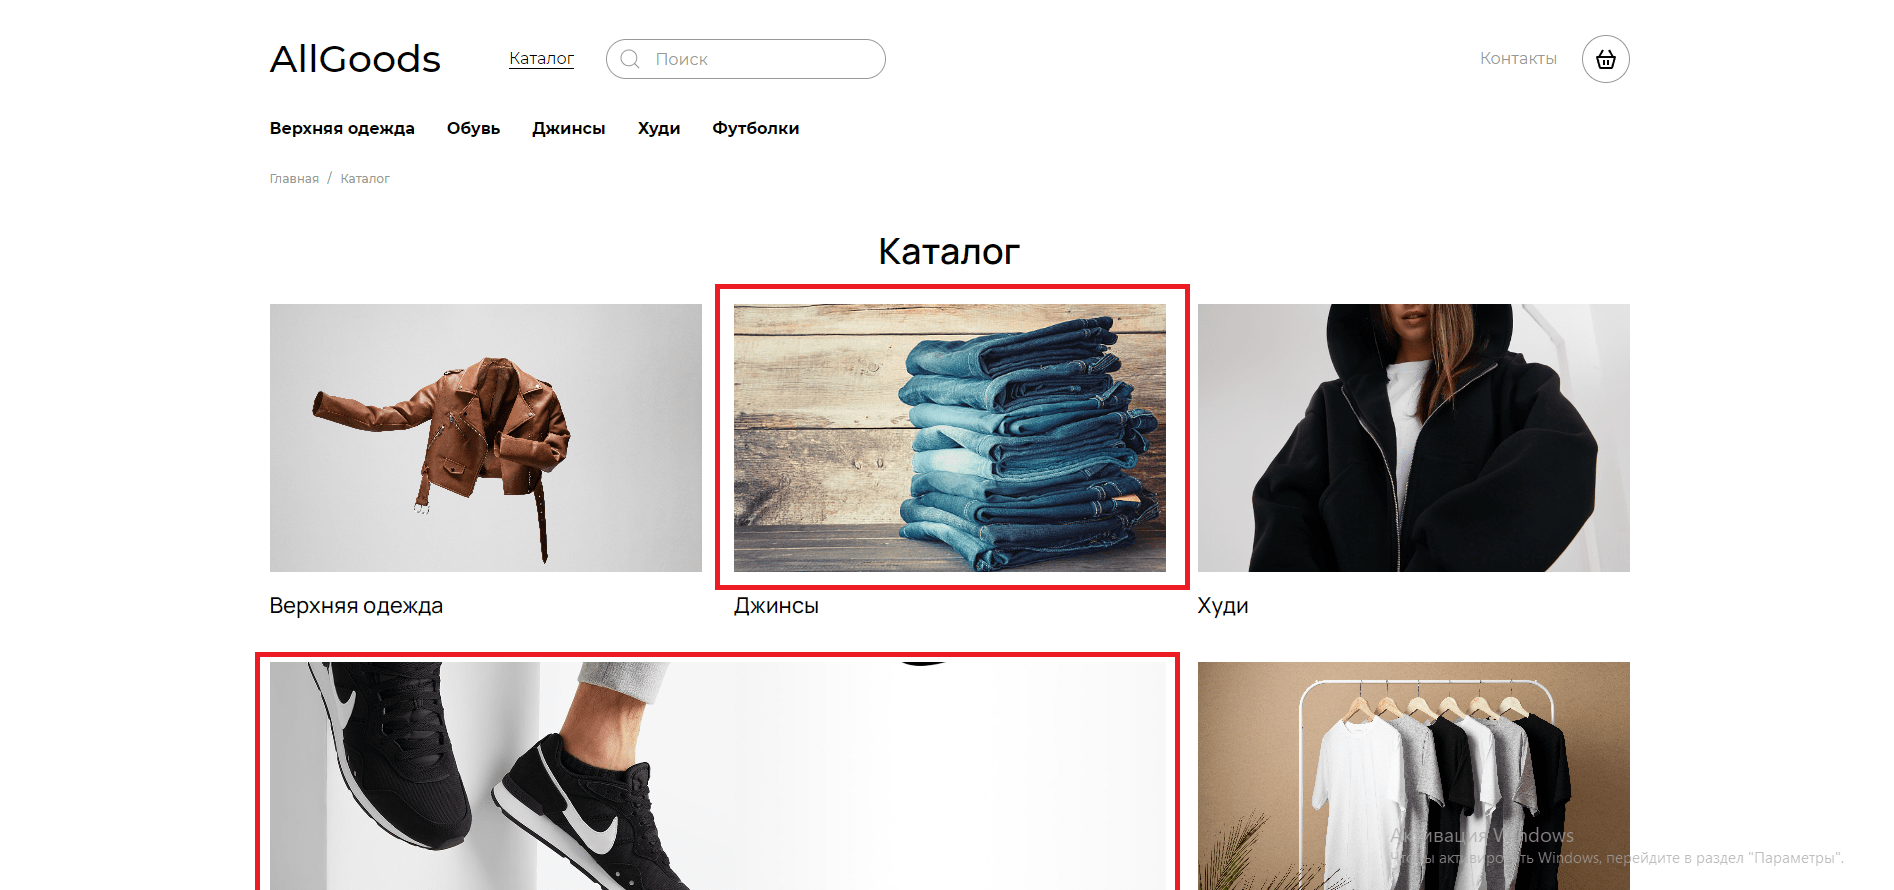 AllGoods
Каталог
Поиск
Контакты
Верхняя одежда Обувь Джинсы Худи Футболки
Главная / Каталог
Каталог
Верхняя одежда
Джинсы
Худи
Активация Windows
Чтобы активировать Windows, перейдите в раздел "Параметры".